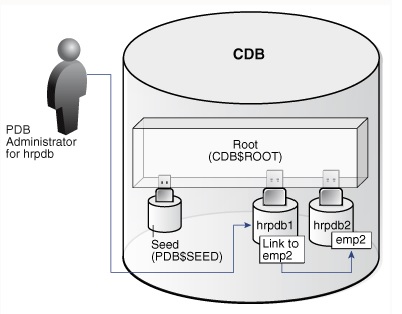 CDB
PDB
Administrator
for hrpdb
Root
(CDB$ROOT)
Seed
(PDB$SEED)
hrpdb1
Link to
emp2
hrpdb2
emp2